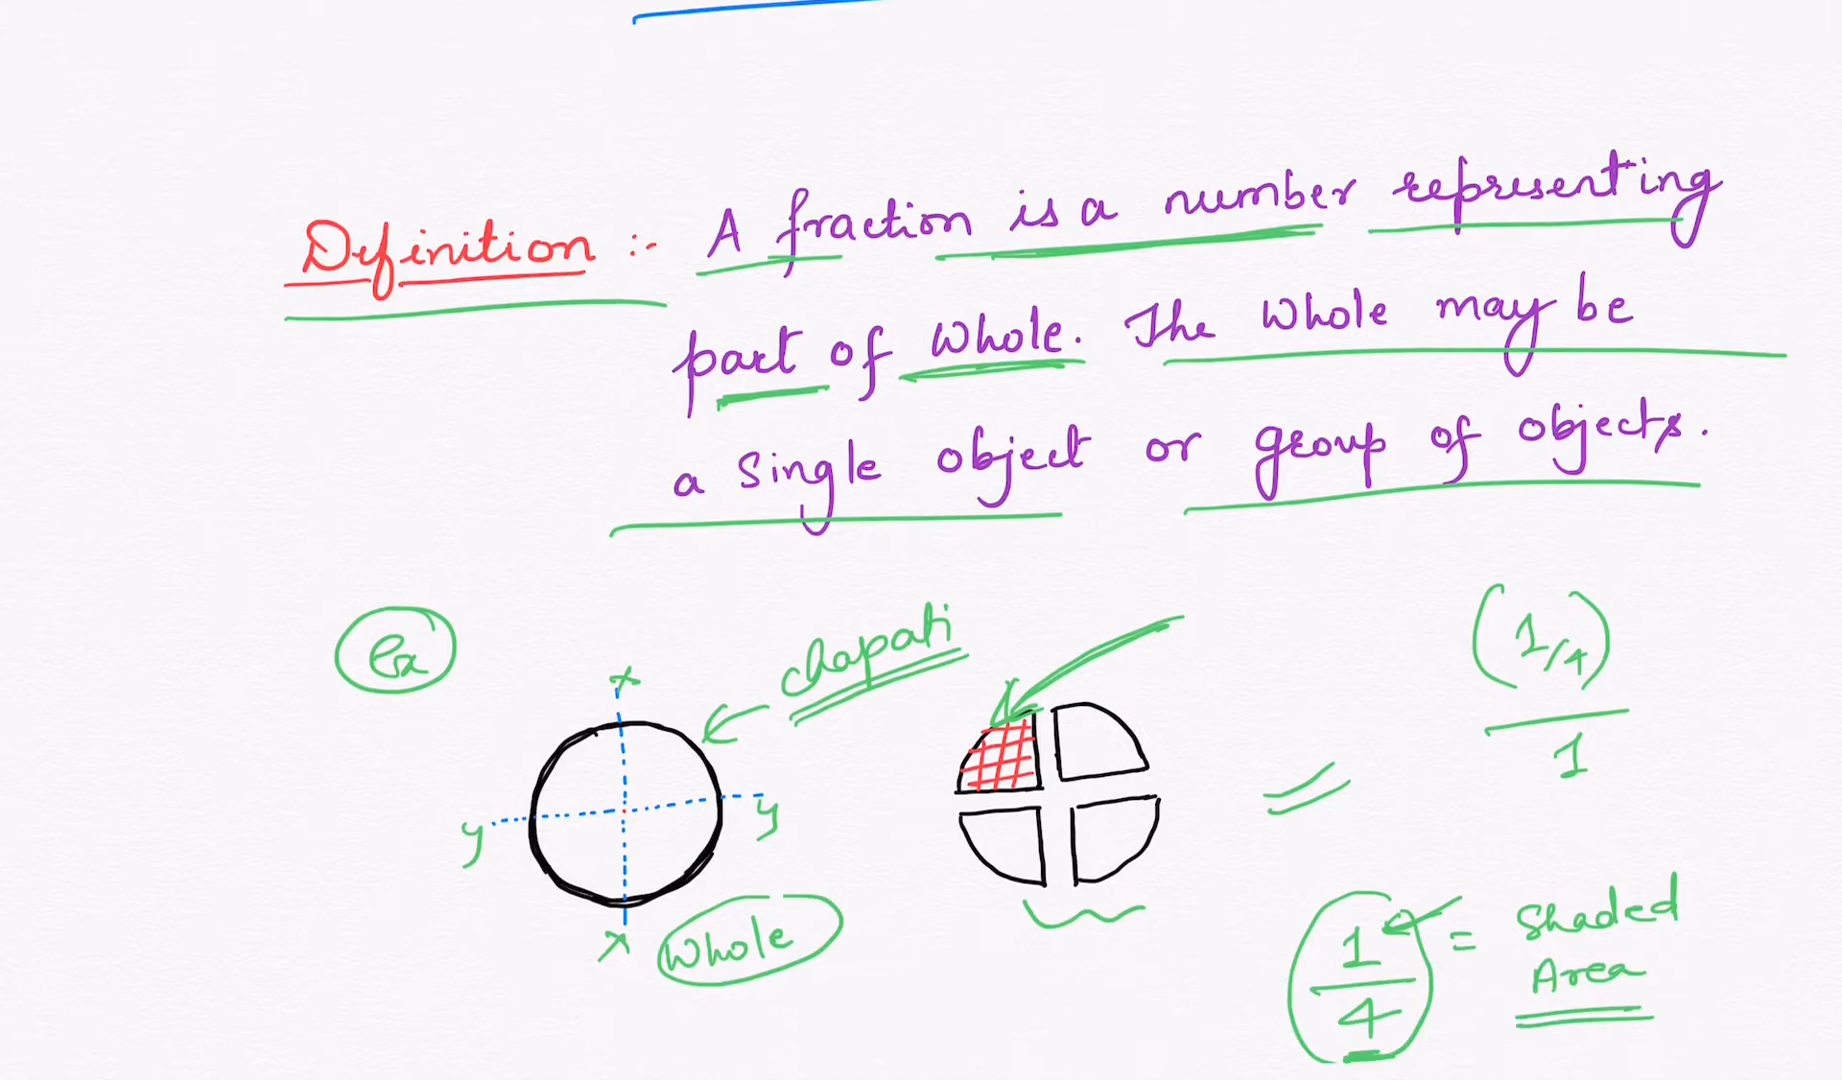 Definition :- A fraction is a number representing
part of whole. The whole may be
a single object or group of objects.
ex
chapati
x
y
y
x
whole
(1/4)
1
1
4
= Shaded
Area